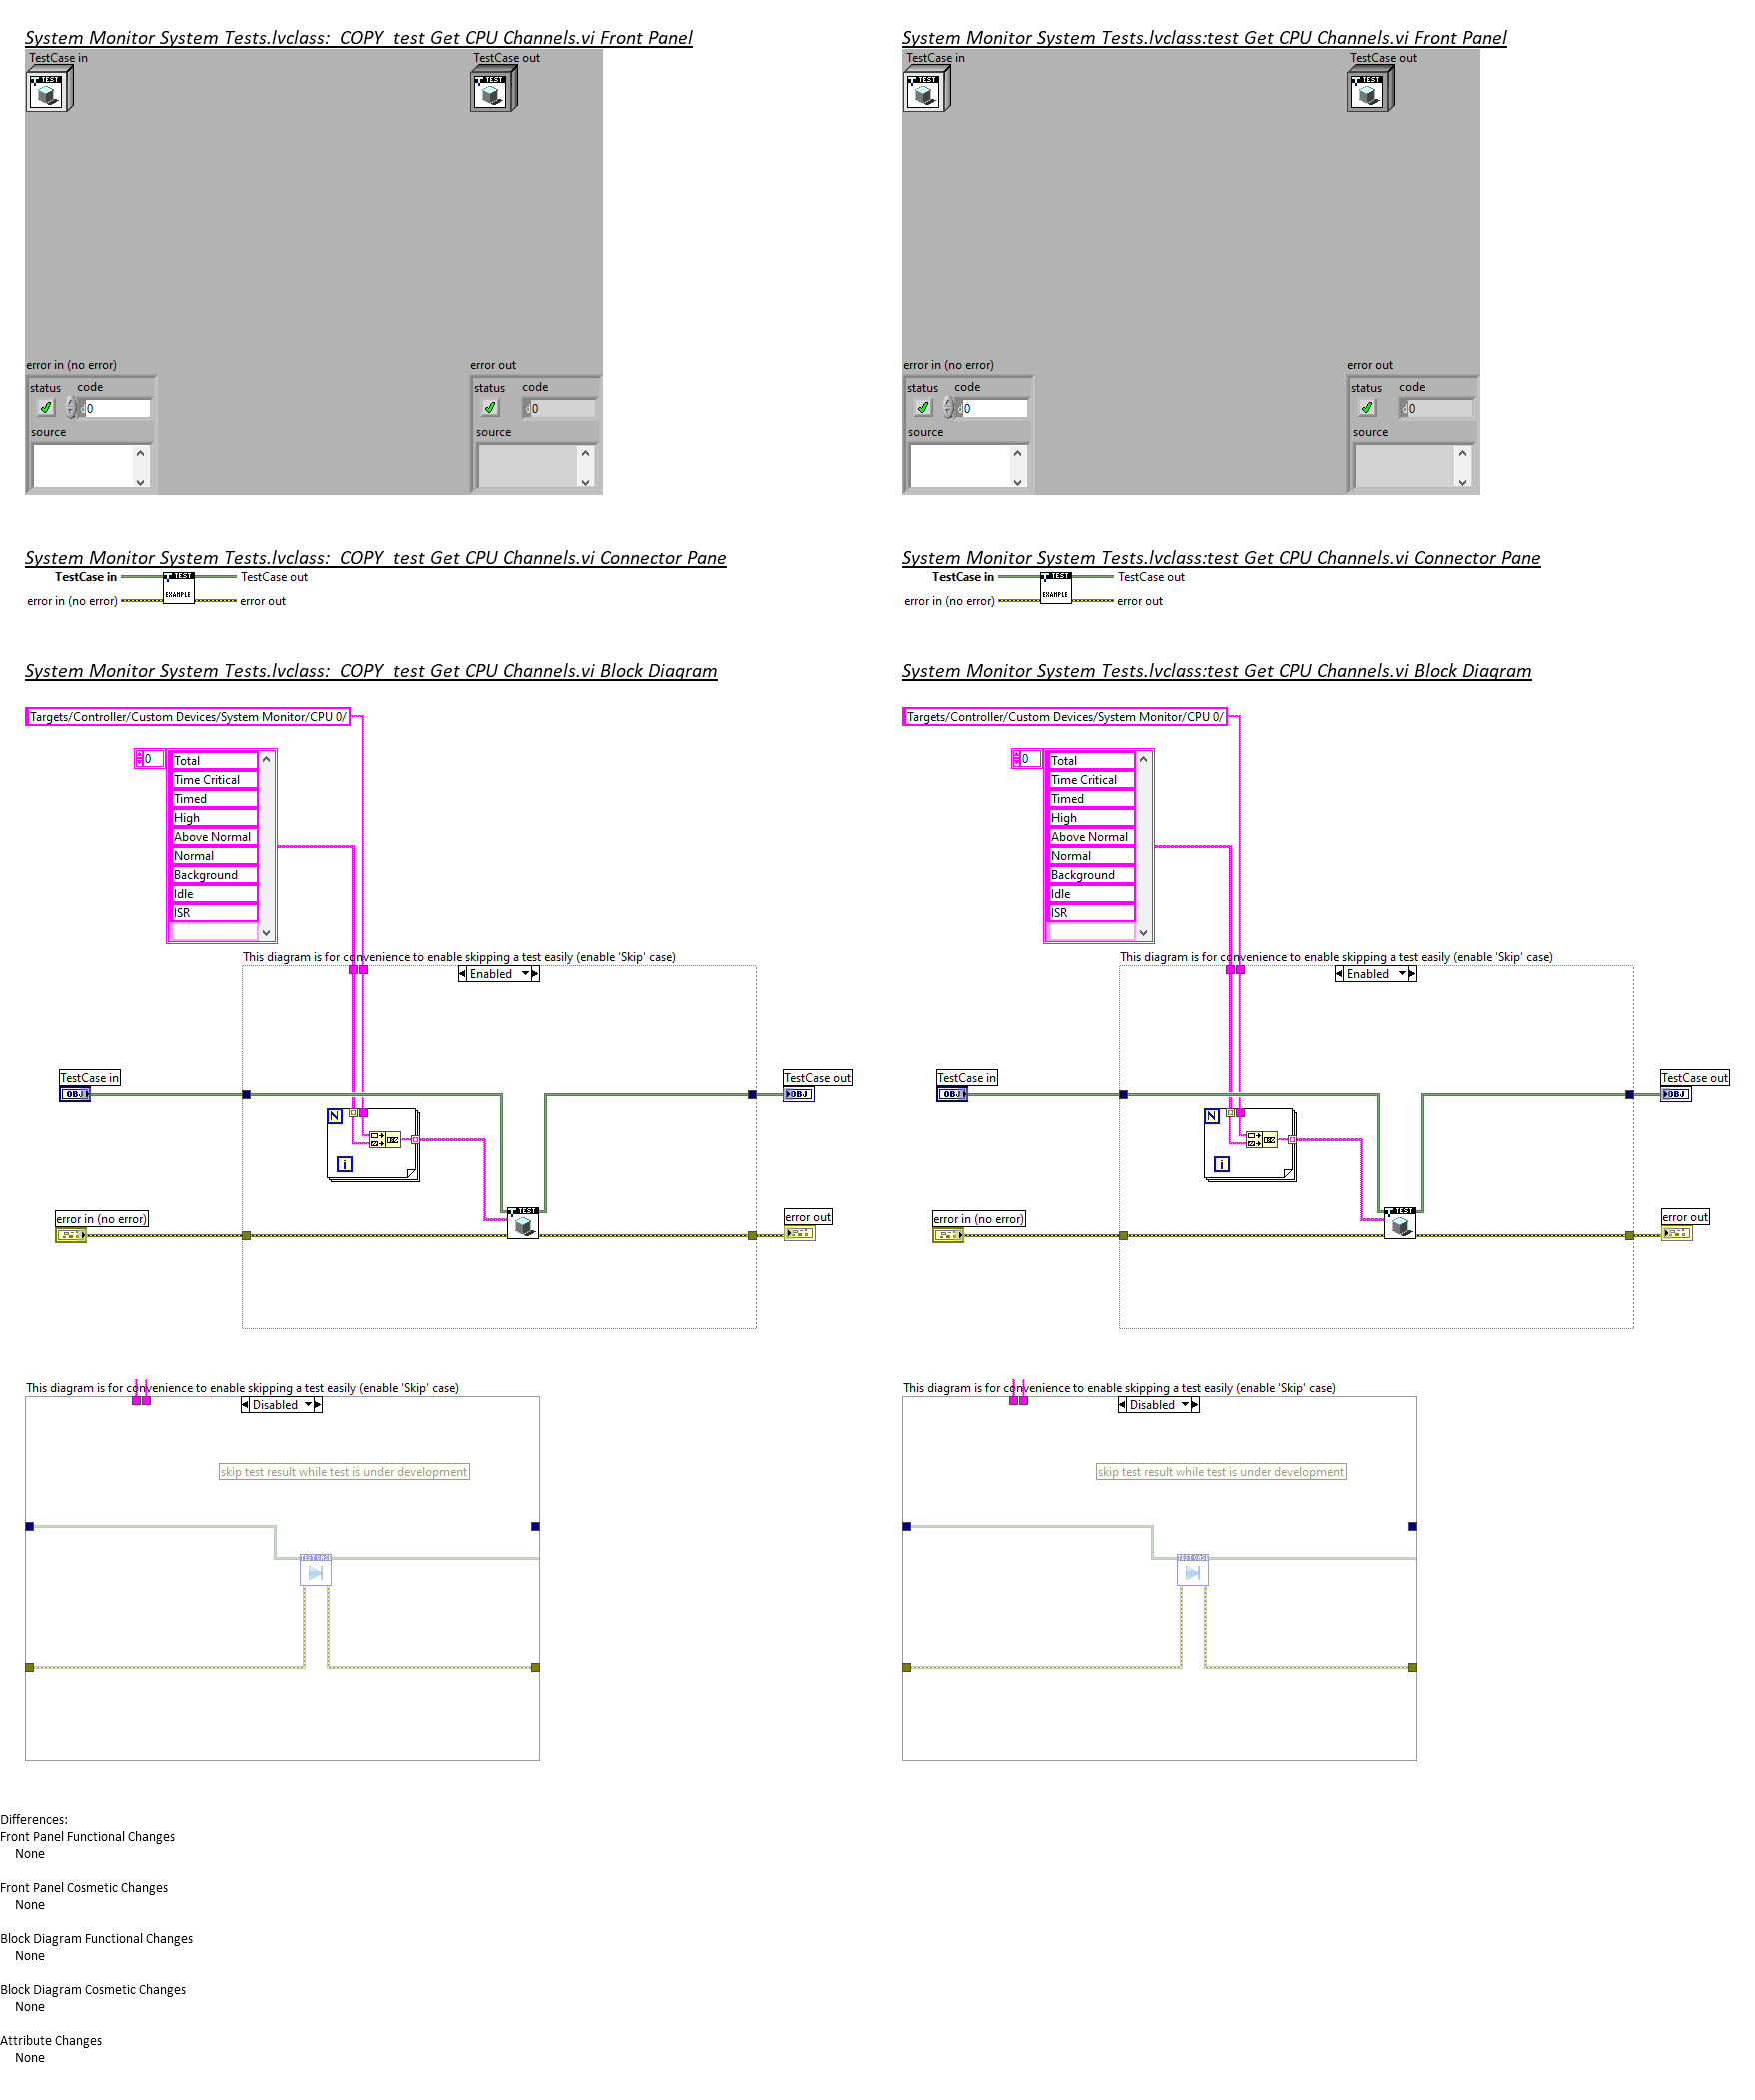 System Monitor System Tests.lvclass:  COPY  test Get CPU Channels.vi Front Panel
TestCase in
TestCase out
TEST
TEST
error in (no error)
error out
status
code
status
code
d0
d0
source
source
System Monitor System Tests.lvclass:test Get CPU Channels.vi Front Panel
TestCase in
TestCase out
TEST
TEST
error in (no error)
error out
status
code
status
code
d0
d0
source
source
System Monitor System Tests.lvclass:  COPY  test Get CPU Channels.vi Connector Pane
TestCase in
TEST
TestCase out
error in (no error)
EXAMPLE
error out
System Monitor System Tests.lvclass:test Get CPU Channels.vi Connector Pane
TestCase in
TEST
TestCase out
error in (no error)
EXAMPLE
error out
System Monitor System Tests.lvclass:  COPY  test Get CPU Channels.vi Block Diagram
Targets/Controller/Custom Devices/System Monitor/CPU 0/
0
Total
Time Critical
Timed
High
Above Normal
Normal
Background
Idle
ISR
This diagram is for convenience to enable skipping a test easily (enable 'Skip' case)
Enabled
TestCase in
OBJ
TestCase out
OBJ
N
i
TEST
error in (no error)
error out
This diagram is for convenience to enable skipping a test easily (enable 'Skip' case)
Disabled
skip test result while test is under development
TESTCASE
System Monitor System Tests.lvclass:test Get CPU Channels.vi Block Diagram
Targets/Controller/Custom Devices/System Monitor/CPU 0/
0
Total
Time Critical
Timed
High
Above Normal
Normal
Background
Idle
ISR
This diagram is for convenience to enable skipping a test easily (enable 'Skip' case)
Enabled
TestCase in
OBJ
TestCase out
OBJ
N
i
TEST
error in (no error)
error out
This diagram is for convenience to enable skipping a test easily (enable 'Skip' case)
Disabled
skip test result while test is under development
TESTCASE
Differences:
Front Panel Functional Changes
None
Front Panel Cosmetic Changes
None
Block Diagram Functional Changes
None
Block Diagram Cosmetic Changes
None
Attribute Changes
None